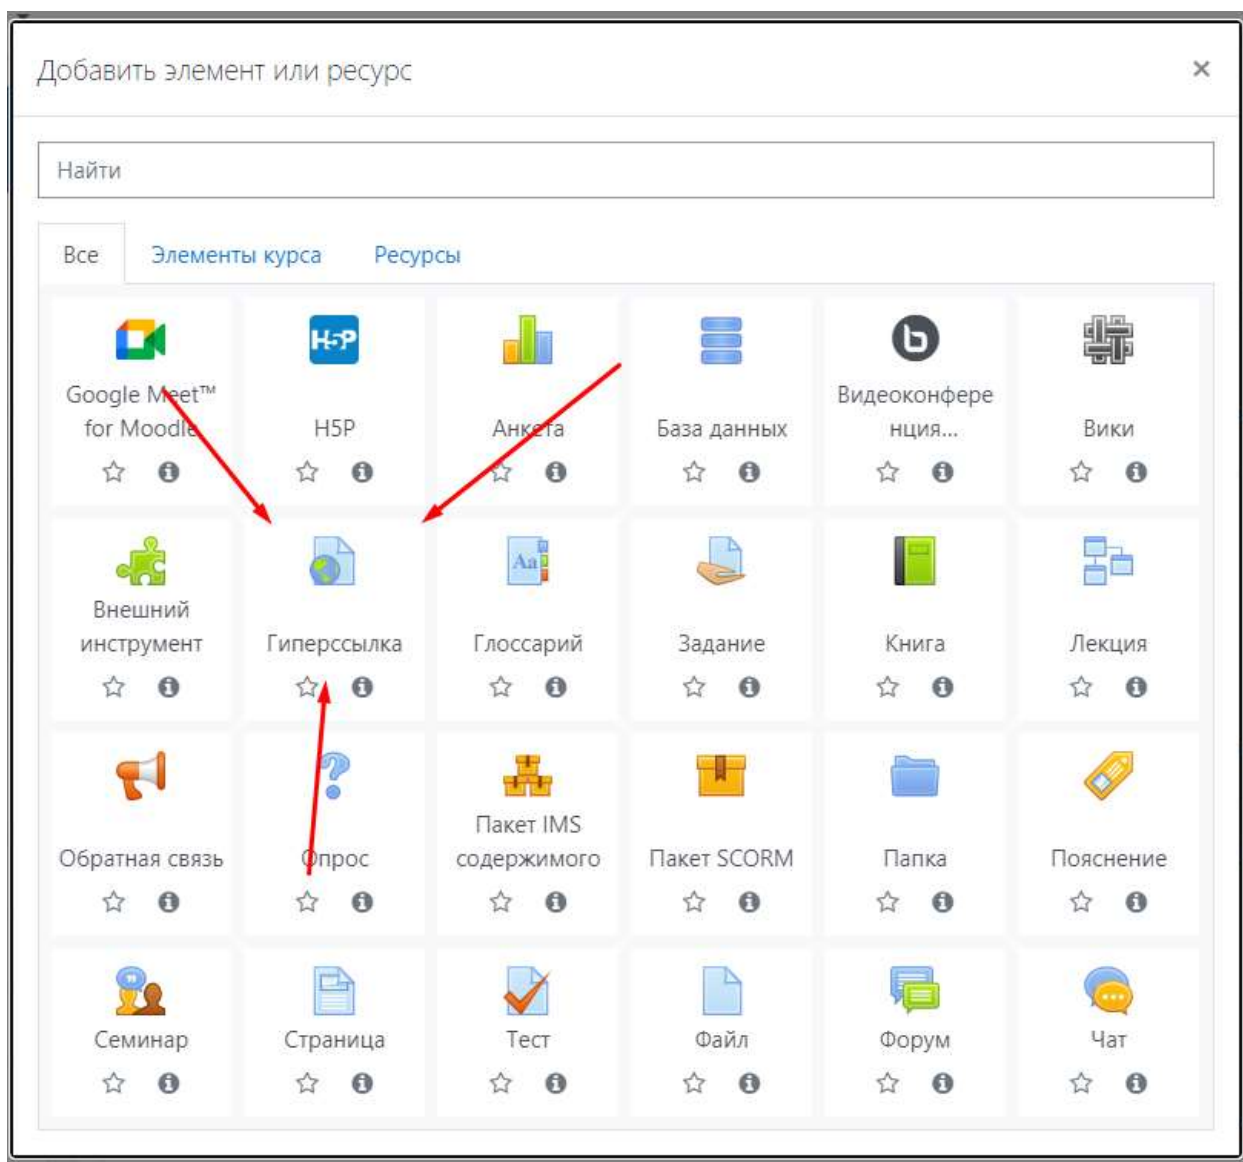 Добавить элемент или ресурс
Найти
Все Элементы курса Ресурсы
H5P
Google Meet™
for Moodle
H5P
Анкета
База данных
Видеоконфере
нция...
Вики
Aa
Внешний
инструмент
Гиперссылка
Глоссарий
Задание
Книга
Лекция
Обратная связь
Опрос
Пакет IMS
содержимого
Пакет SCORM
Папка
Пояснение
Семинар
Страница
Тест
Файл
Форум
Чат